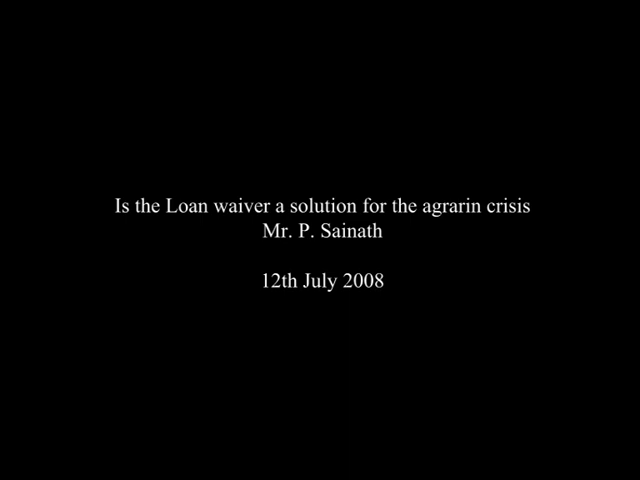 Is the Loan waiver a solution for the agrarin crisis
Mr. P. Sainath
12th July 2008